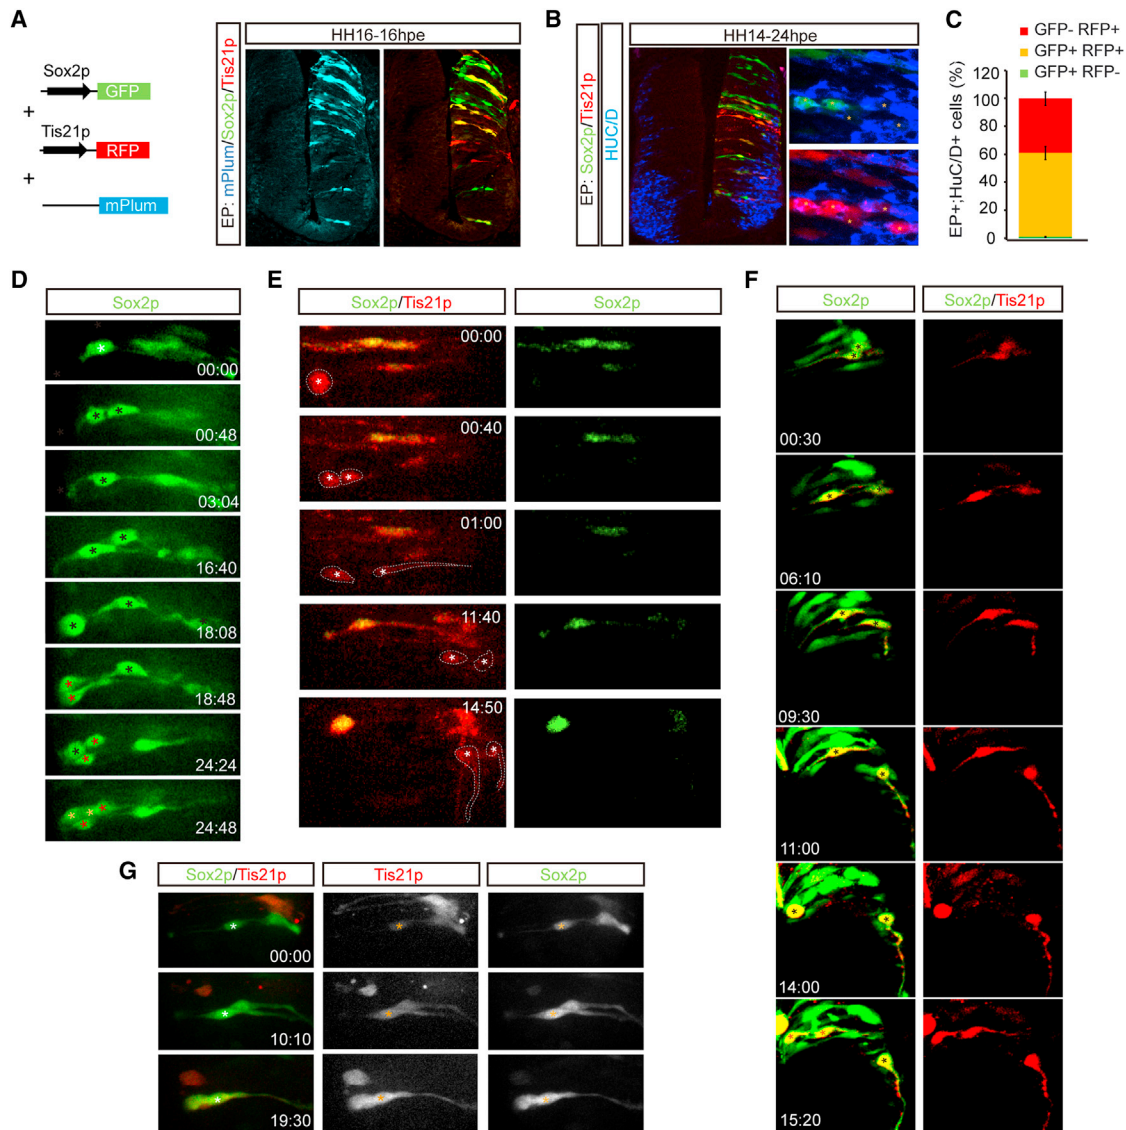 A
Sox2p
GFP
+
Tis21p
RFP
+
mPlum
HH16-16hpe
EP: mPlum/Sox2p/Tis21p
B
HH14-24hpe
EP: Sox2p/Tis21p
HUC/D
C
GFP- RFP+
GFP+ RFP+
GFP+ RFP-
EP+;HuC/D+ cells (%)
120
100
80
60
40
20
0
D
Sox2p
00:00
00:48
03:04
16:40
18:08
18:48
24:24
24:48
E
Sox2p/Tis21p
Sox2p
00:00
00:40
01:00
11:40
14:50
F
Sox2p
Sox2p/Tis21p
00:30
06:10
09:30
11:00
14:00
15:20
G
Sox2p/Tis21p
Tis21p
Sox2p
00:00
10:10
19:30